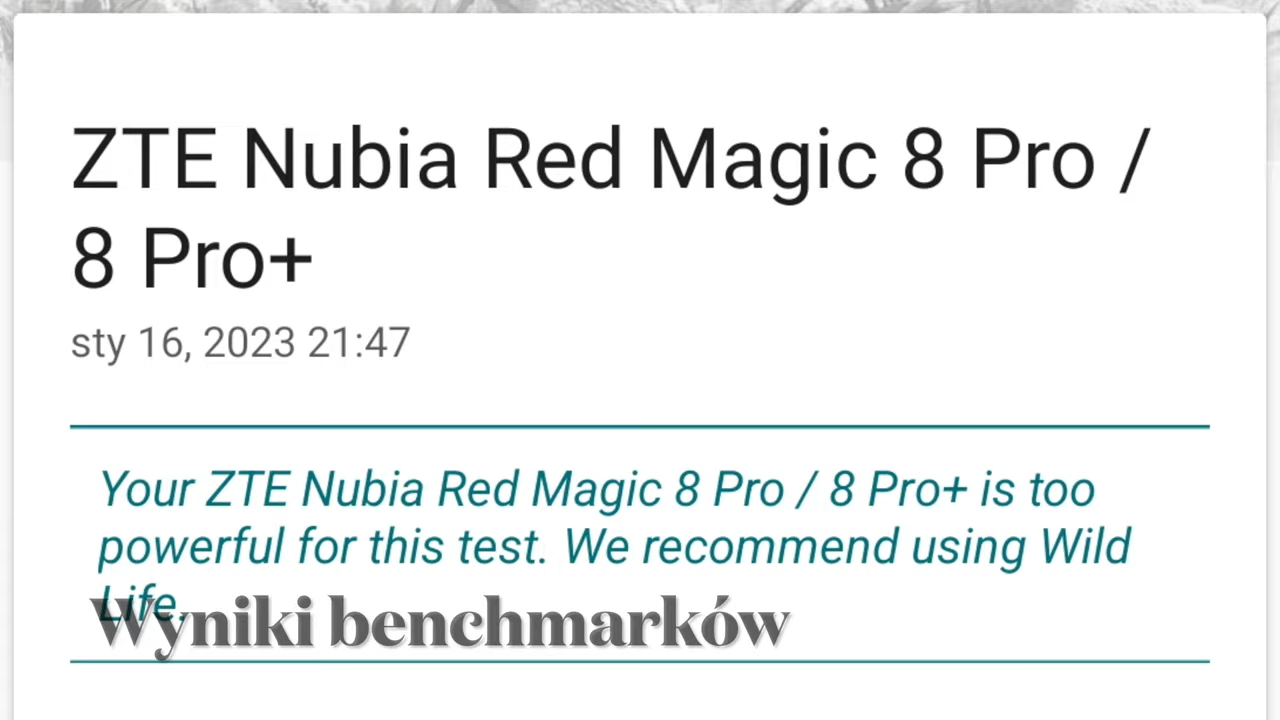 ZTE Nubia Red Magic 8 Pro /
8 Pro+
sty 16, 2023 21:47
Your ZTE Nubia Red Magic 8 Pro / 8 Pro+ is too
powerful for this test. We recommend using Wild
Life.
Wyniki benchmarków